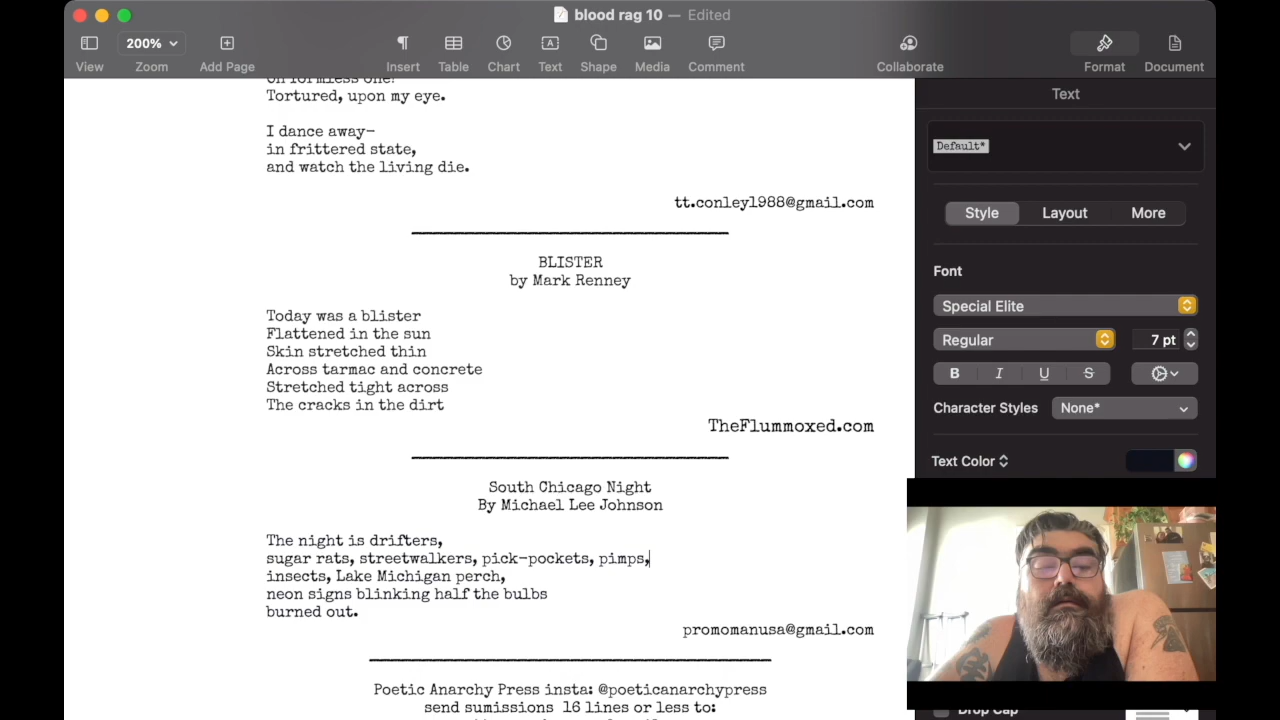 blood rag 10 — Edited
200%
View Zoom Add Page Insert Table Chart Text Shape Media Comment Collaborate Format Document
Oh formless one!
Tortured, upon my eye.
I dance away—
in frittered state,
and watch the living die.
tt.conley1988@gmail.com
BLISTER
by Mark Renney
Today was a blister
Flattened in the sun
Skin stretched thin
Across tarmac and concrete
Stretched tight across
The cracks in the dirt
TheFlummoxed.com
South Chicago Night
By Michael Lee Johnson
The night is drifters,
sugar rats, streetwalkers, pick-pockets, pimps,
insects, Lake Michigan perch,
neon signs blinking half the bulbs
burned out.
promomanusa@gmail.com
Poetic Anarchy Press insta: @poeticanarchypress
send sumissions 16 lines or less to:
Text
Default*
Style Layout More
Font
Special Elite
Regular 7 pt
B I U S
Character Styles None*
Text Color
Drop Cap